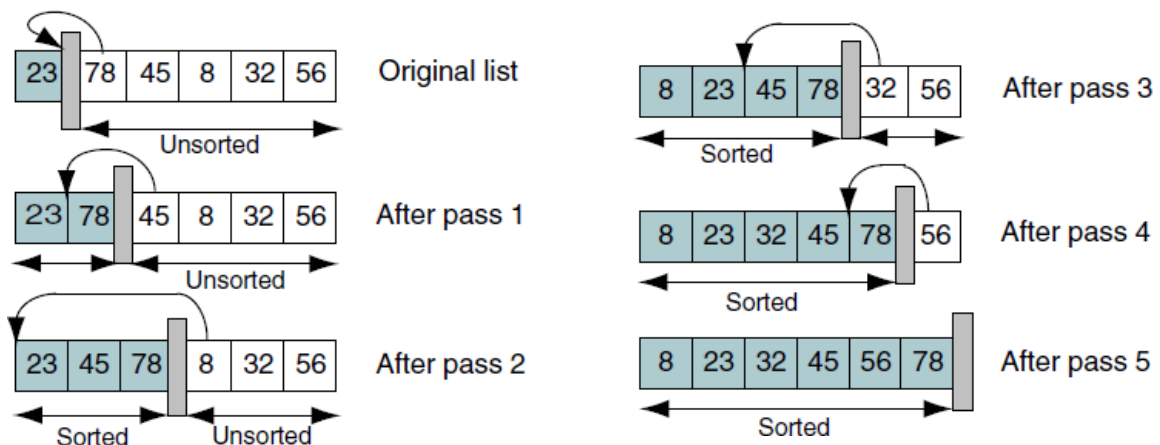 23 78 45 8 32 56 Original list
Unsorted
23 78 45 8 32 56 After pass 1
Unsorted
23 45 78 8 32 56 After pass 2
Sorted Unsorted
8 23 45 78 32 56 After pass 3
Sorted
8 23 32 45 78 56 After pass 4
Sorted
8 23 32 45 56 78 After pass 5
Sorted